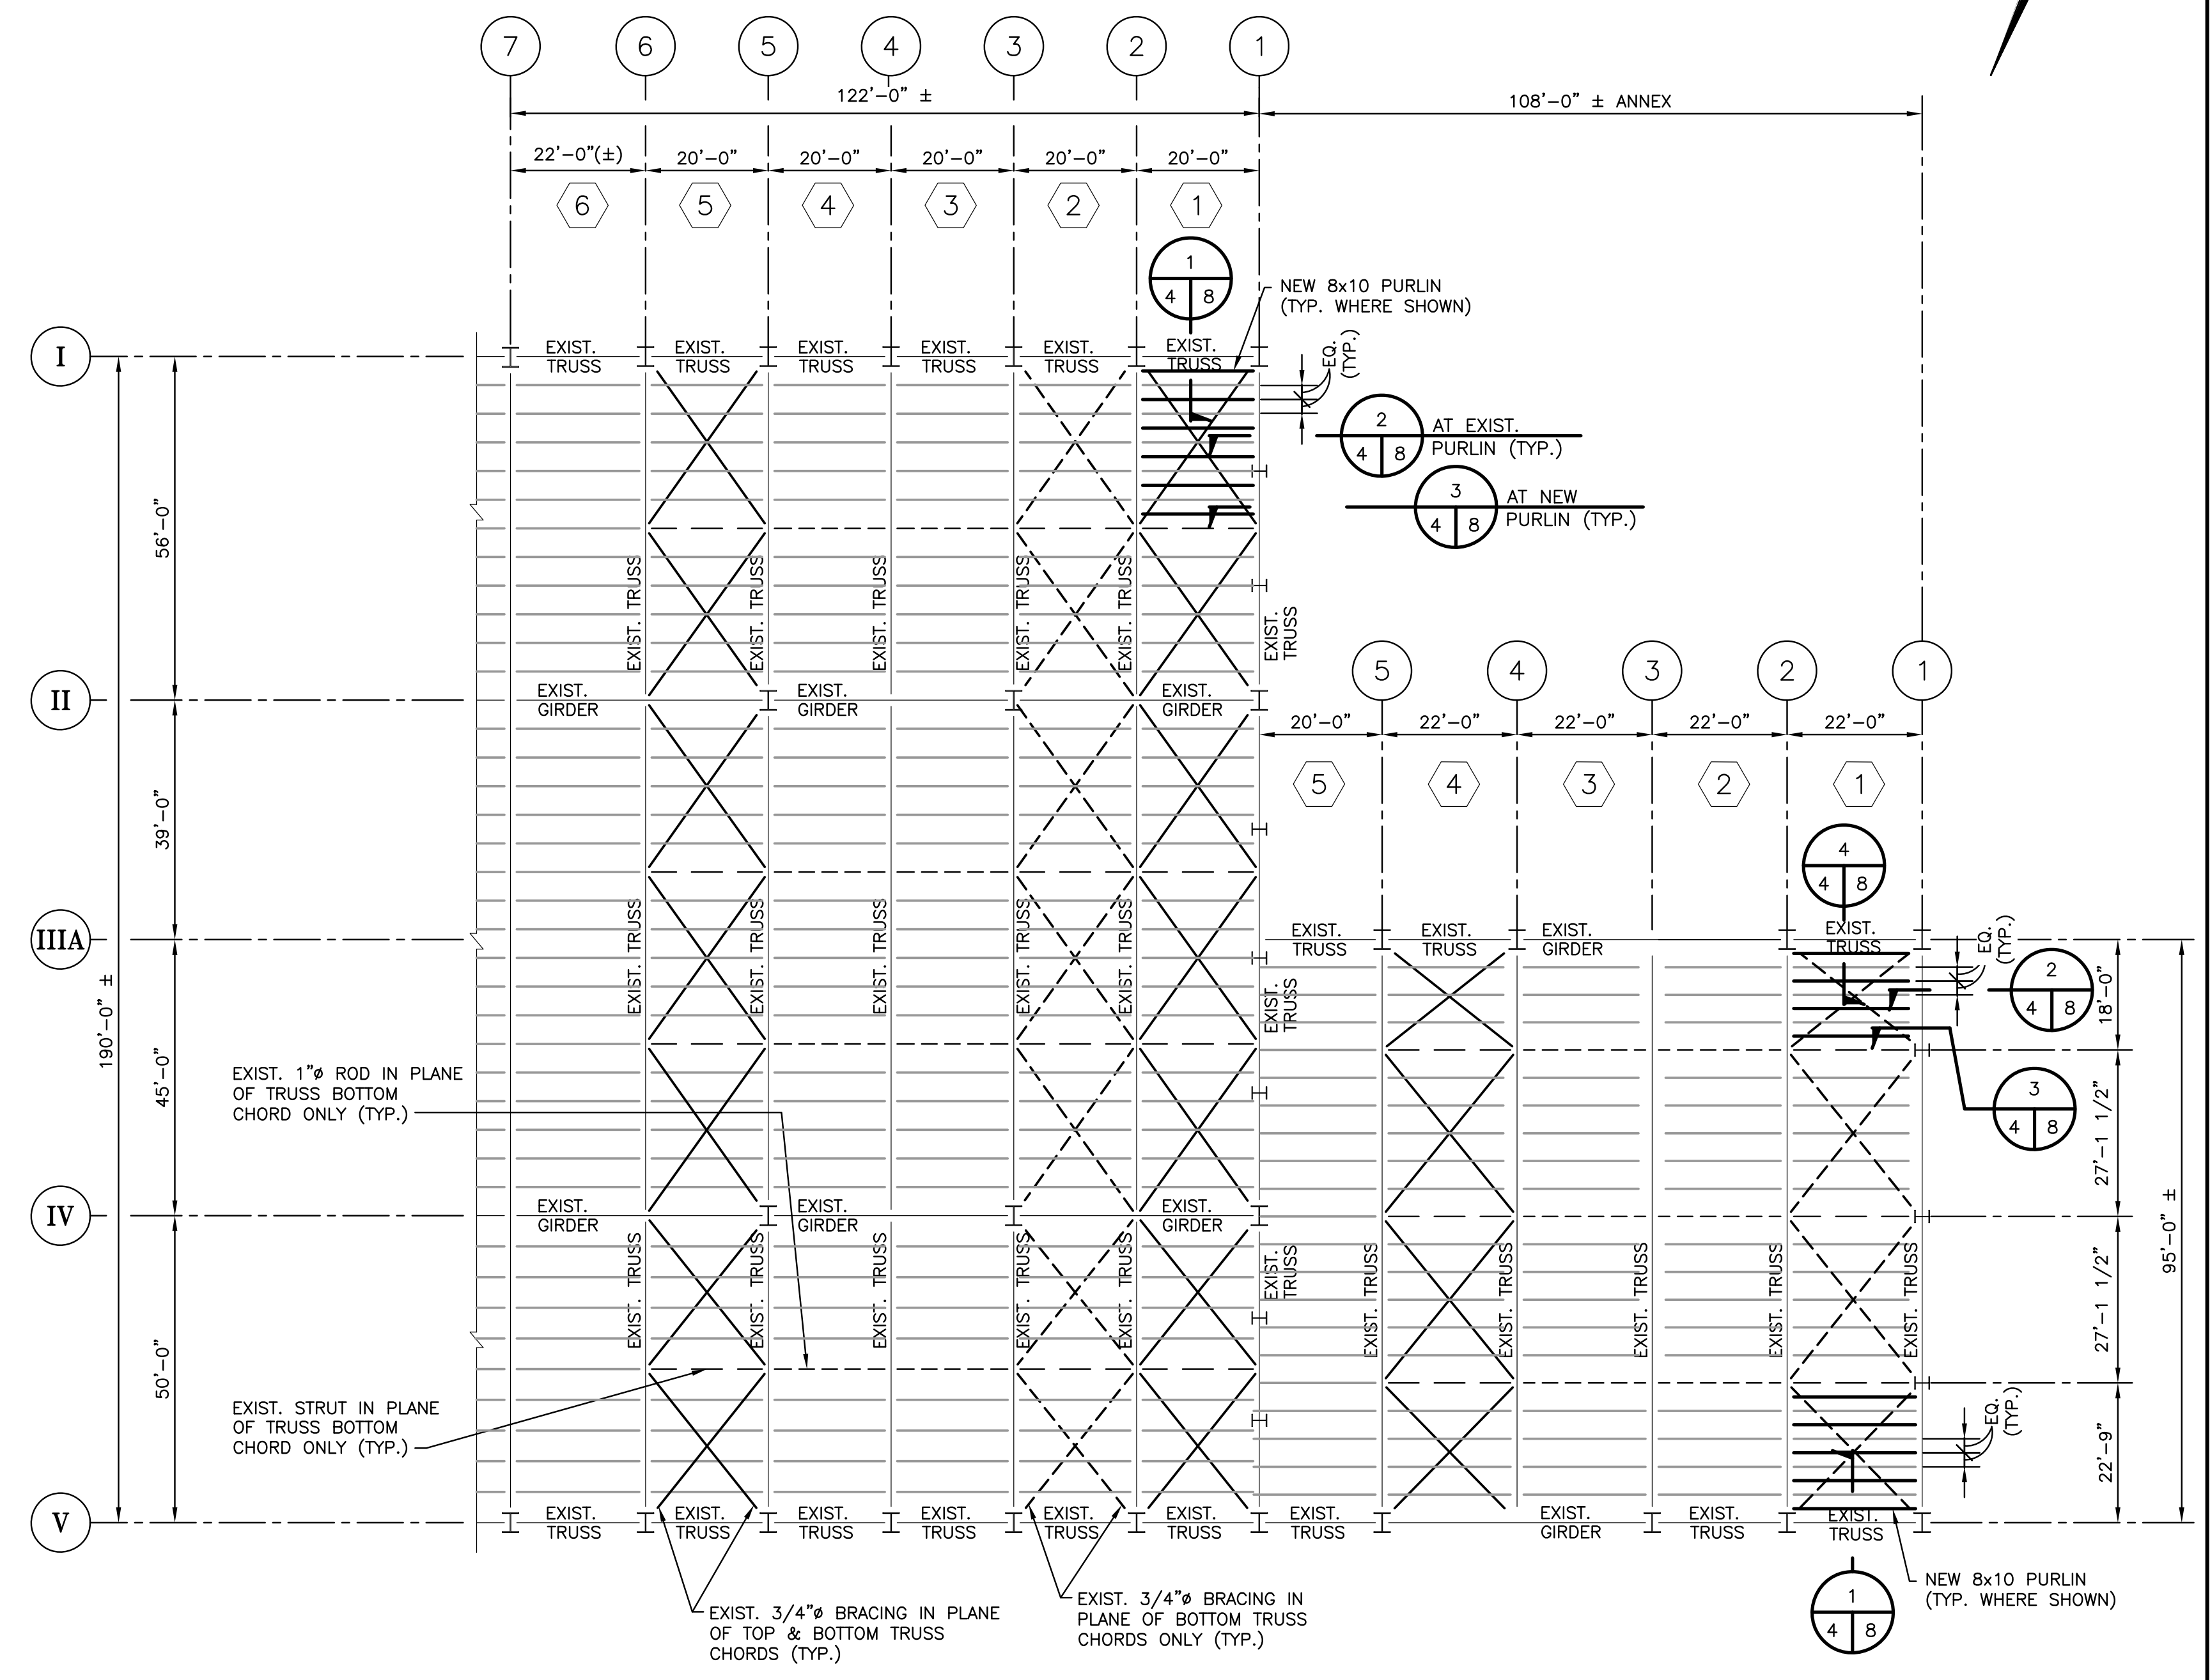 7 6 5 4 3 2 1
122'-0" ±
108'-0" ± ANNEX
22'-0"(±) 20'-0" 20'-0" 20'-0" 20'-0" 20'-0"
6 5 4 3 2 1
1
4 8
NEW 8x10 PURLIN
(TYP. WHERE SHOWN)
I
EXIST. EXIST. EXIST. EXIST. EXIST. EXIST.
TRUSS TRUSS TRUSS TRUSS TRUSS TRUSS
EQ.
(TYP.)
2
4 8
AT EXIST.
PURLIN (TYP.)
3
4 8
AT NEW
PURLIN (TYP.)
56'-0"
EXIST. TRUSS
EXIST. TRUSS
EXIST. TRUSS
EXIST. TRUSS
EXIST. TRUSS
EXIST.
TRUSS
II
EXIST. EXIST. EXIST.
GIRDER GIRDER GIRDER
5 4 3 2 1
20'-0" 22'-0" 22'-0" 22'-0" 22'-0"
5 4 3 2 1
39'-0"
4
4 8
IIIA
EXIST. TRUSS
EXIST. TRUSS
EXIST. TRUSS
EXIST. TRUSS
EXIST. TRUSS
EXIST.
TRUSS
EXIST. EXIST. EXIST. EXIST.
TRUSS TRUSS GIRDER TRUSS
EQ.
(TYP.)
2
4 8
18'-0"
190'-0" ±
45'-0"
EXIST. 1"ø ROD IN PLANE
OF TRUSS BOTTOM
CHORD ONLY (TYP.)
3
4 8
27'-1 1/2"
95'-0" ±
IV
EXIST. EXIST. EXIST.
GIRDER GIRDER GIRDER
EXIST. TRUSS
EXIST. TRUSS
EXIST. TRUSS
EXIST. TRUSS
EXIST. TRUSS
EXIST.
TRUSS
EXIST. TRUSS
EXIST. TRUSS
EXIST. TRUSS
EXIST. TRUSS
EXIST. TRUSS
27'-1 1/2"
50'-0"
EXIST. STRUT IN PLANE
OF TRUSS BOTTOM
CHORD ONLY (TYP.)
EQ.
(TYP.)
22'-9"
V
EXIST. EXIST. EXIST. EXIST. EXIST. EXIST. EXIST. EXIST. EXIST. EXIST.
TRUSS TRUSS TRUSS TRUSS TRUSS TRUSS TRUSS GIRDER TRUSS TRUSS
EXIST. 3/4"ø BRACING IN PLANE
OF TOP & BOTTOM TRUSS
CHORDS (TYP.)
EXIST. 3/4"ø BRACING IN
PLANE OF BOTTOM TRUSS
CHORDS ONLY (TYP.)
1
4 8
NEW 8x10 PURLIN
(TYP. WHERE SHOWN)